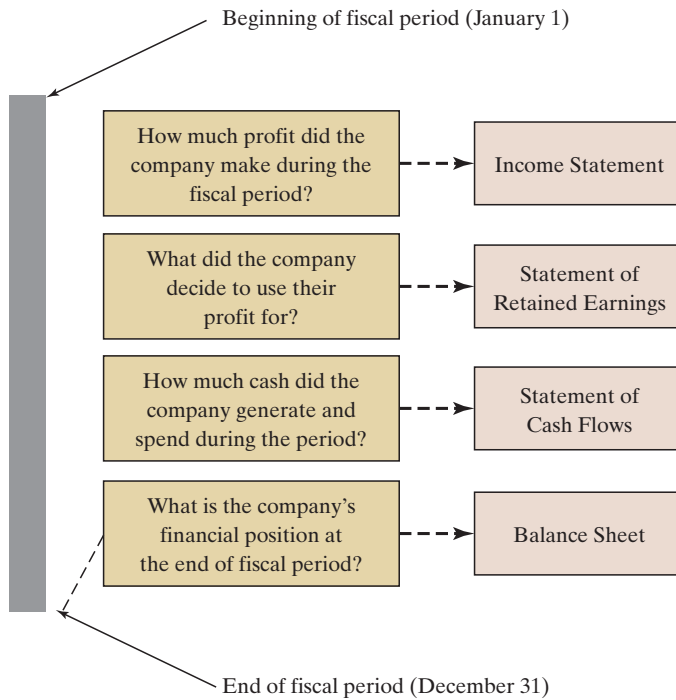 Beginning of fiscal period (January 1)
How much profit did the
company make during the
fiscal period?
Income Statement
What did the company
decide to use their
profit for?
Statement of
Retained Earnings
How much cash did the
company generate and
spend during the period?
Statement of
Cash Flows
What is the company’s
financial position at
the end of fiscal period?
Balance Sheet
End of fiscal period (December 31)